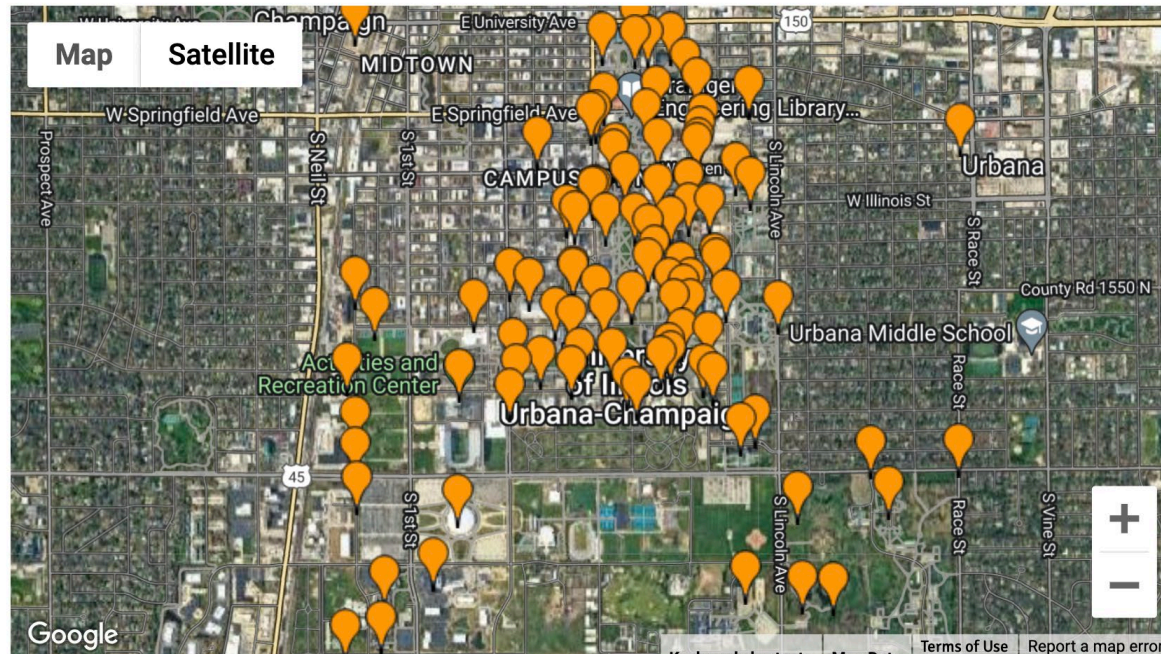 Champaign
E University Ave
150
Map
Satellite
MIDTOWN
Engineering Library...
W Springfield Ave
E Springfield Ave
Prospect Ave
S Neil St
S 1st St
S Lincoln Ave
Urbana
W Illinois St
S Race St
County Rd 1550 N
Urbana Middle School
Activities and
Recreation Center
University
of Illinois
Urbana-Champaign
Race St
45
S 1st St
S Lincoln Ave
Race St
S Vine St
+
−
Google
Terms of Use
Report a map error